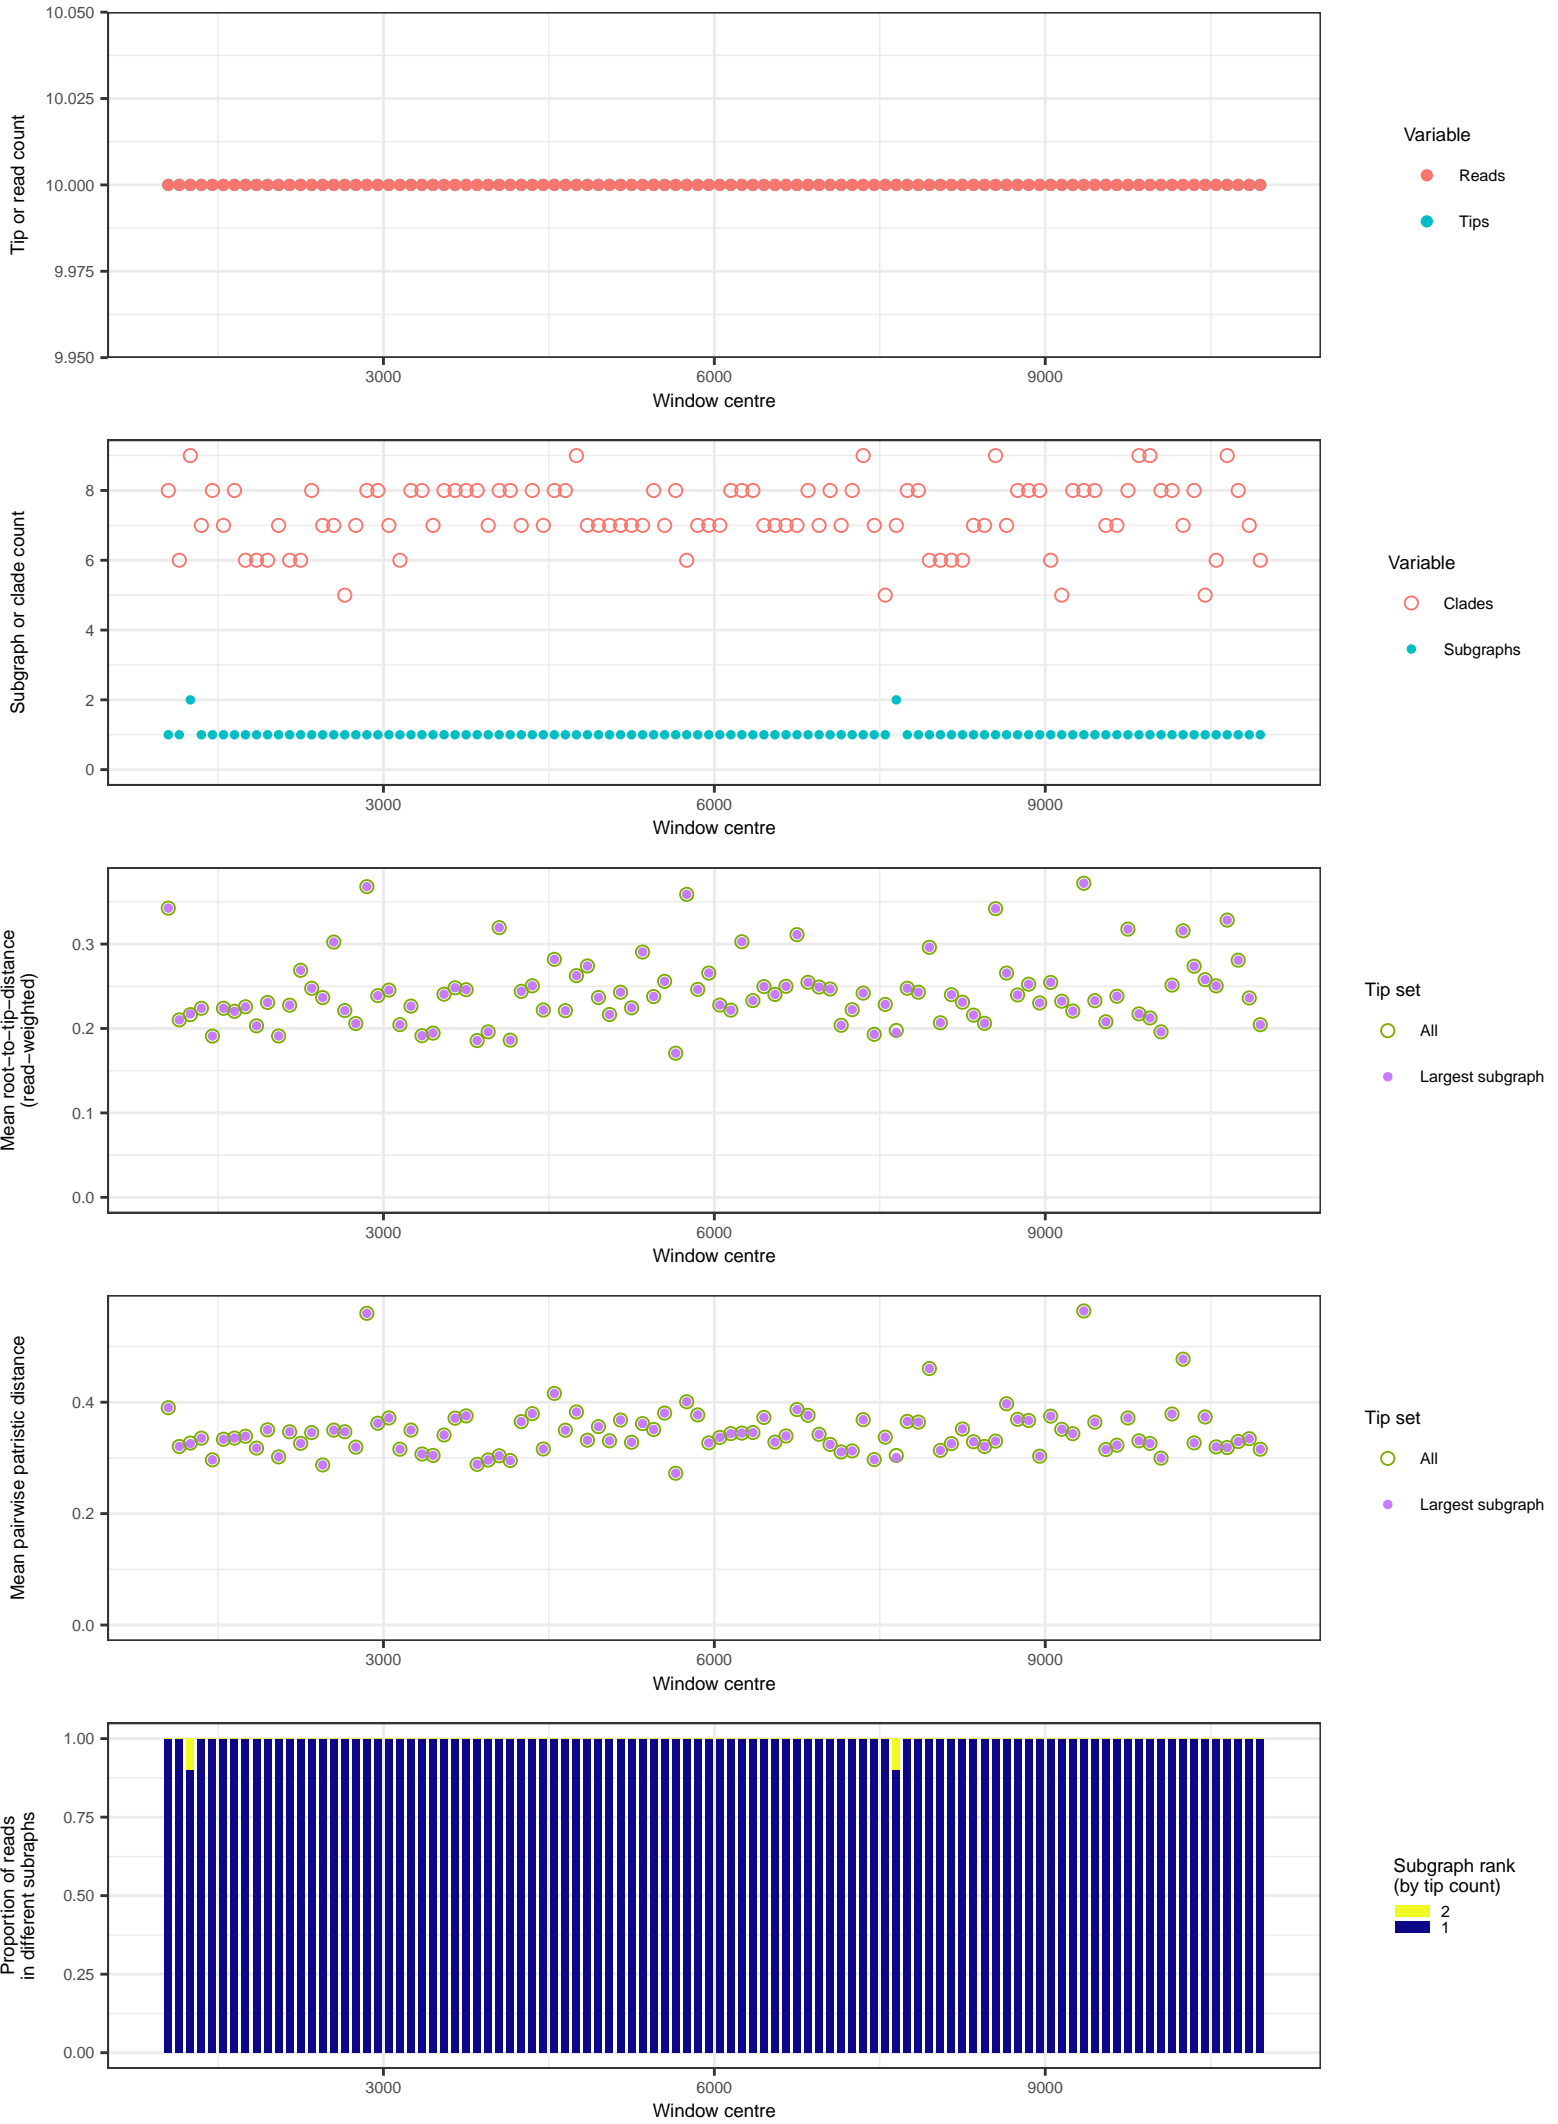 10.050
10.025
10.000
9.975
9.950
Tip or read count
3000
6000
9000
Window centre
Variable
Reads
Tips
8
6
4
2
0
Subgraph or clade count
3000
6000
9000
Window centre
Variable
Clades
Subgraphs
0.3
0.2
0.1
0.0
Mean root−to−tip−distance
(read−weighted)
3000
6000
9000
Window centre
Tip set
All
Largest subgraph
0.4
0.2
0.0
Mean pairwise patristic distance
3000
6000
9000
Window centre
Tip set
All
Largest subgraph
1.00
0.75
0.50
0.25
0.00
Proportion of reads
in different subraphs
3000
6000
9000
Window centre
Subgraph rank
(by tip count)
2
1